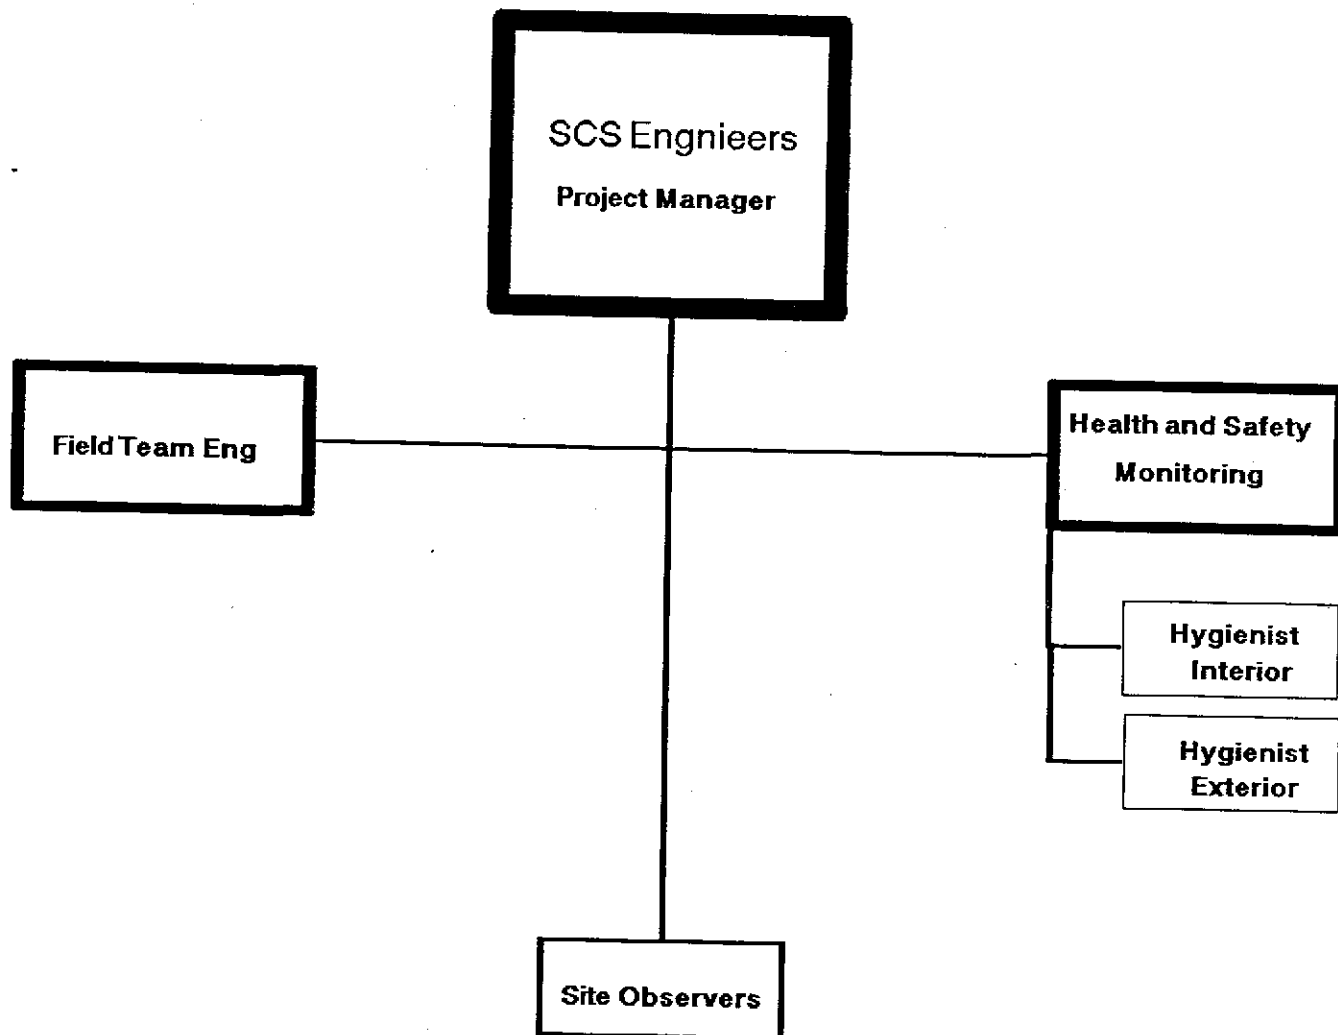 SCS Engnieers
Project Manager
Field Team Eng
Health and Safety
Monitoring
Hygienist
Interior
Hygienist
Exterior
Site Observers